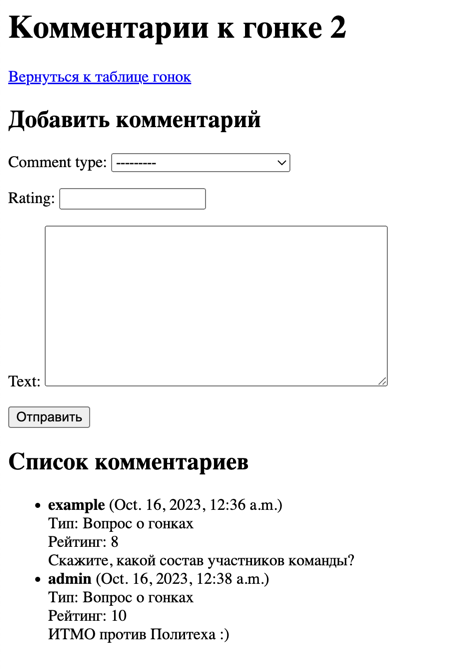 Комментарии к гонке 2
Вернуться к таблице гонок
Добавить комментарий
Comment type: ---------
Rating:
Text:
Отправить
Список комментариев
example (Oct. 16, 2023, 12:36 a.m.)
Тип: Вопрос о гонках
Рейтинг: 8
Скажите, какой состав участников команды?
admin (Oct. 16, 2023, 12:38 a.m.)
Тип: Вопрос о гонках
Рейтинг: 10
ИТМО против Политеха :)